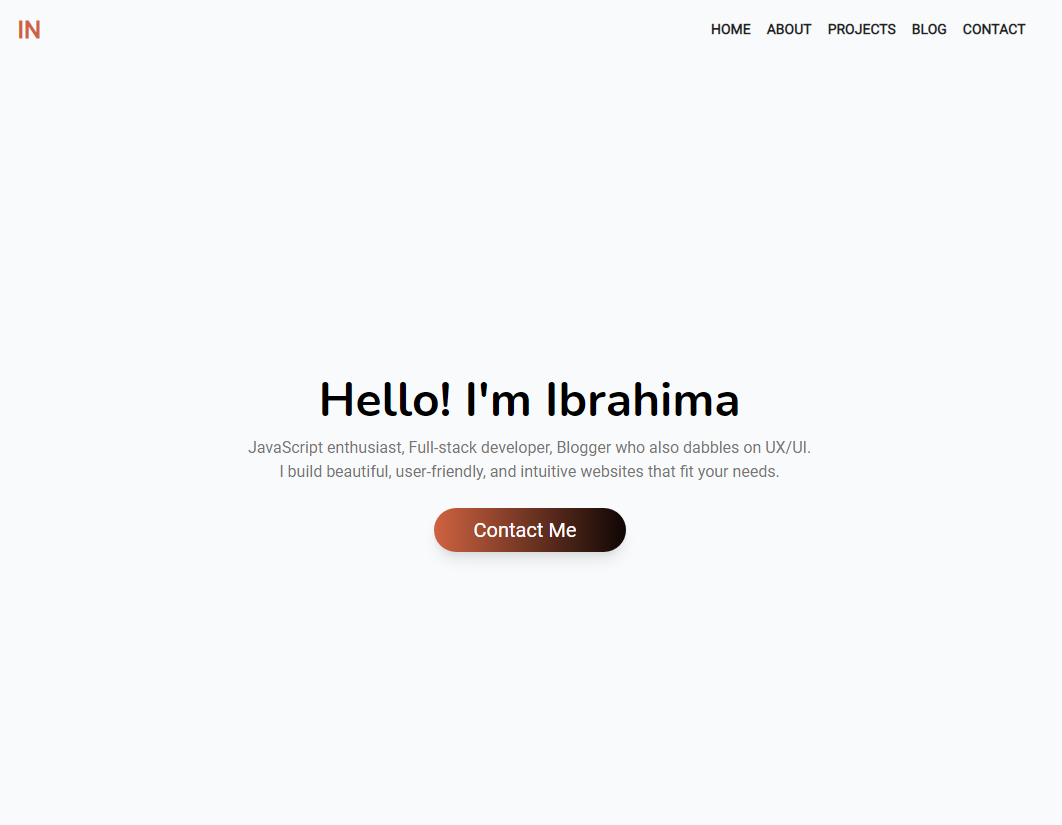 IN
HOME ABOUT PROJECTS BLOG CONTACT
Hello! I'm Ibrahima
JavaScript enthusiast, Full-stack developer, Blogger who also dabbles on UX/UI.
I build beautiful, user-friendly, and intuitive websites that fit your needs.
Contact Me